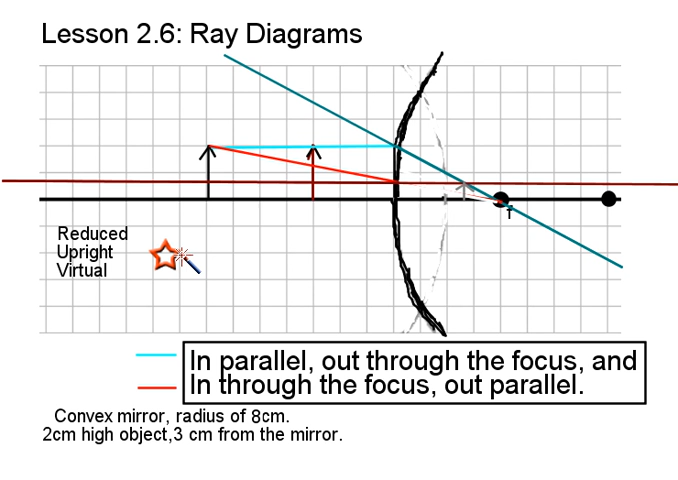 Lesson 2.6: Ray Diagrams
f
Reduced
Upright
Virtual
In parallel, out through the focus, and
In through the focus, out parallel.
Convex mirror, radius of 8cm.
2cm high object,3 cm from the mirror.